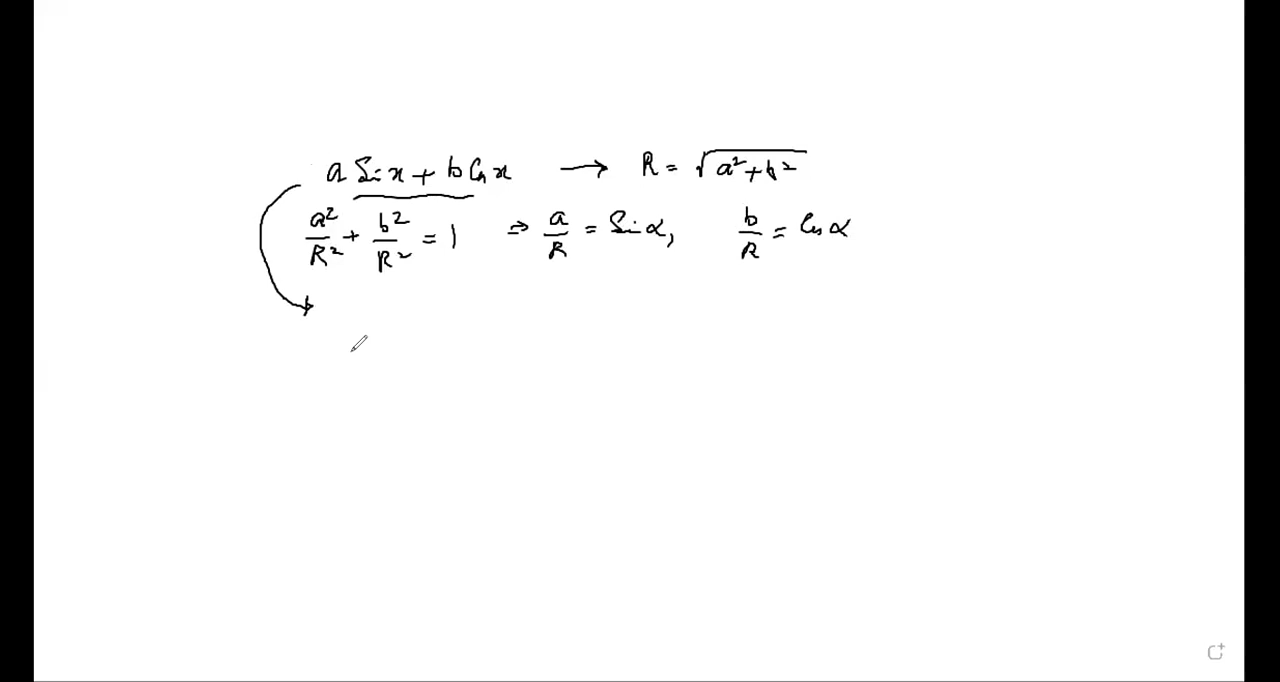 a Sin x + b Cos x → R = √(a² + b²)
a²/R² + b²/R² = 1 ⇒ a/R = Sin α, b/R = Cos α